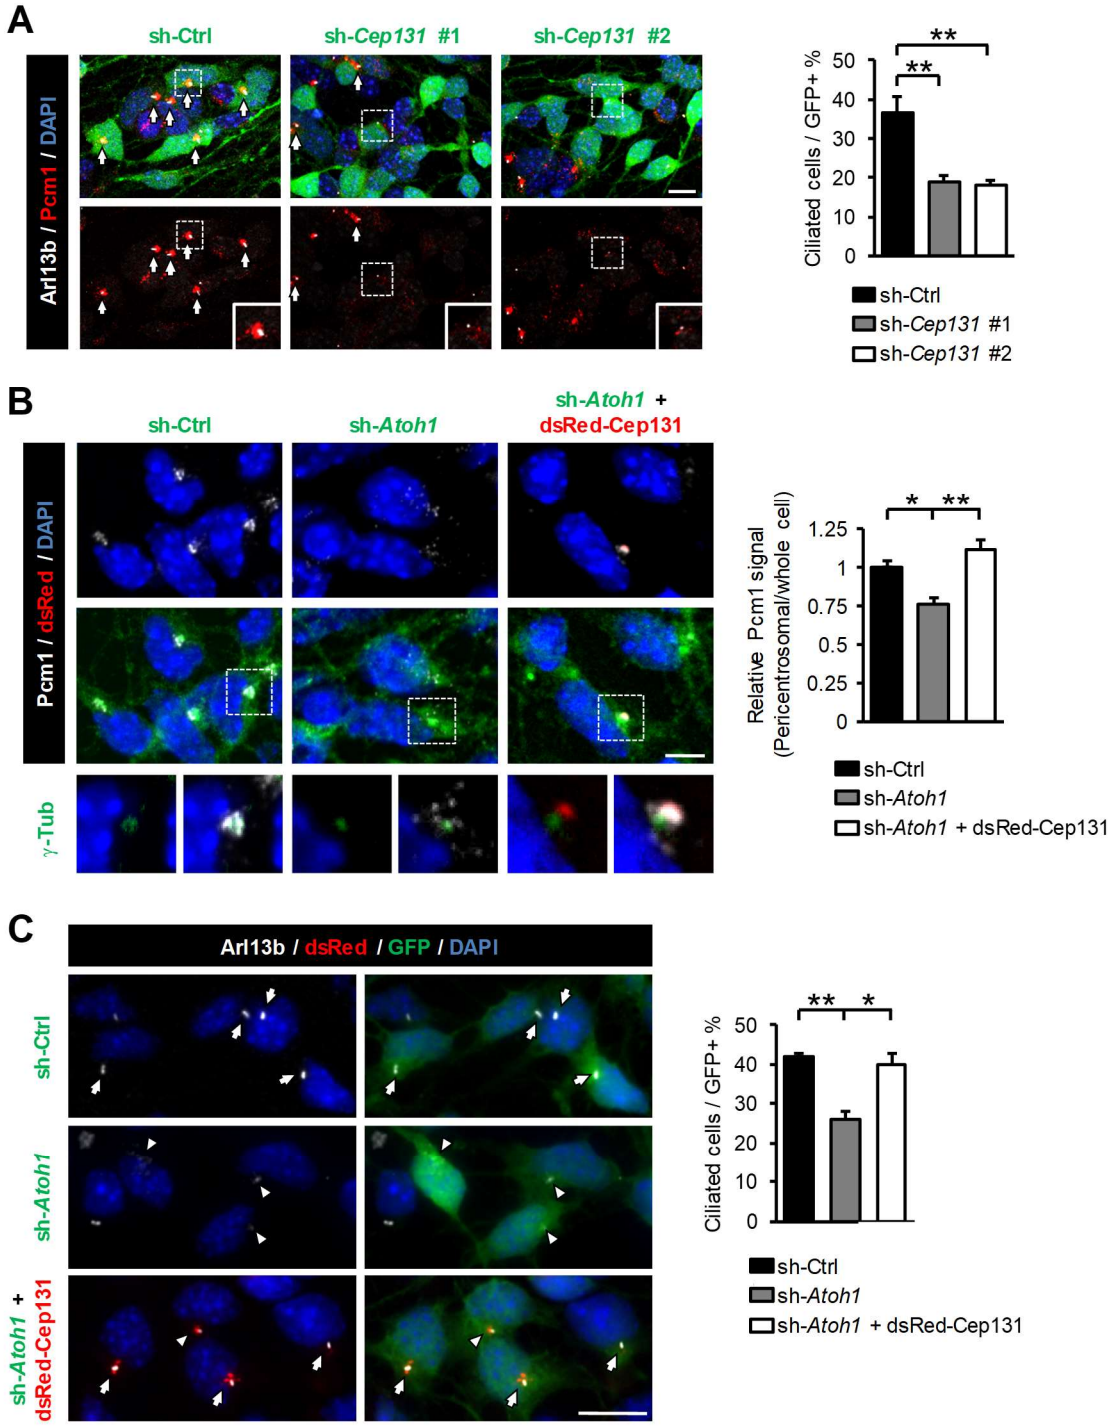 A
sh-Ctrl
sh-Cep131 #1
sh-Cep131 #2
Arl13b / Pcm1 / DAPI
Ciliated cells / GFP+ %
50
40
30
20
10
0
**
**
sh-Ctrl
sh-Cep131 #1
sh-Cep131 #2
B
sh-Ctrl
sh-Atoh1
sh-Atoh1 +
dsRed-Cep131
Pcm1 / dsRed / DAPI
γ-Tub
Relative Pcm1 signal
(Pericentrosomal/whole cell)
1.25
1
0.75
0.5
0.25
0
*
**
sh-Ctrl
sh-Atoh1
sh-Atoh1 + dsRed-Cep131
C
Arl13b / dsRed / GFP / DAPI
sh-Ctrl
sh-Atoh1
sh-Atoh1 +
dsRed-Cep131
Ciliated cells / GFP+ %
50
40
30
20
10
0
**
*
sh-Ctrl
sh-Atoh1
sh-Atoh1 + dsRed-Cep131